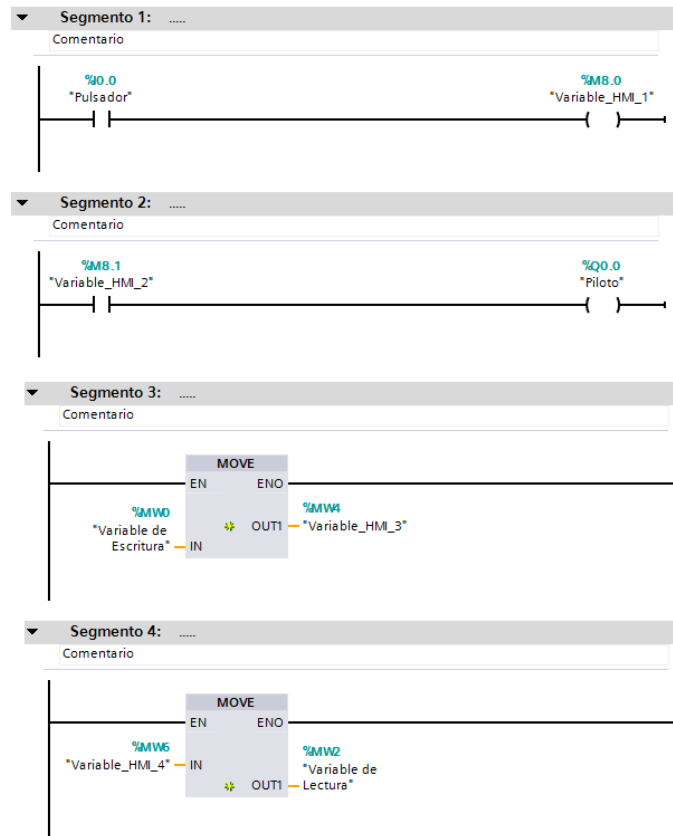 Segmento 1: .....
Comentario
%I0.0
"Pulsador"
%M8.0
"Variable_HMI_1"
Segmento 2: .....
Comentario
%M8.1
"Variable_HMI_2"
%Q0.0
"Piloto"
Segmento 3: .....
Comentario
MOVE
EN ENO
%MW0
"Variable de
Escritura"
IN
OUT1
%MW4
"Variable_HMI_3"
Segmento 4: .....
Comentario
MOVE
EN ENO
%MW6
"Variable_HMI_4"
IN
OUT1
%MW2
"Variable de
Lectura"